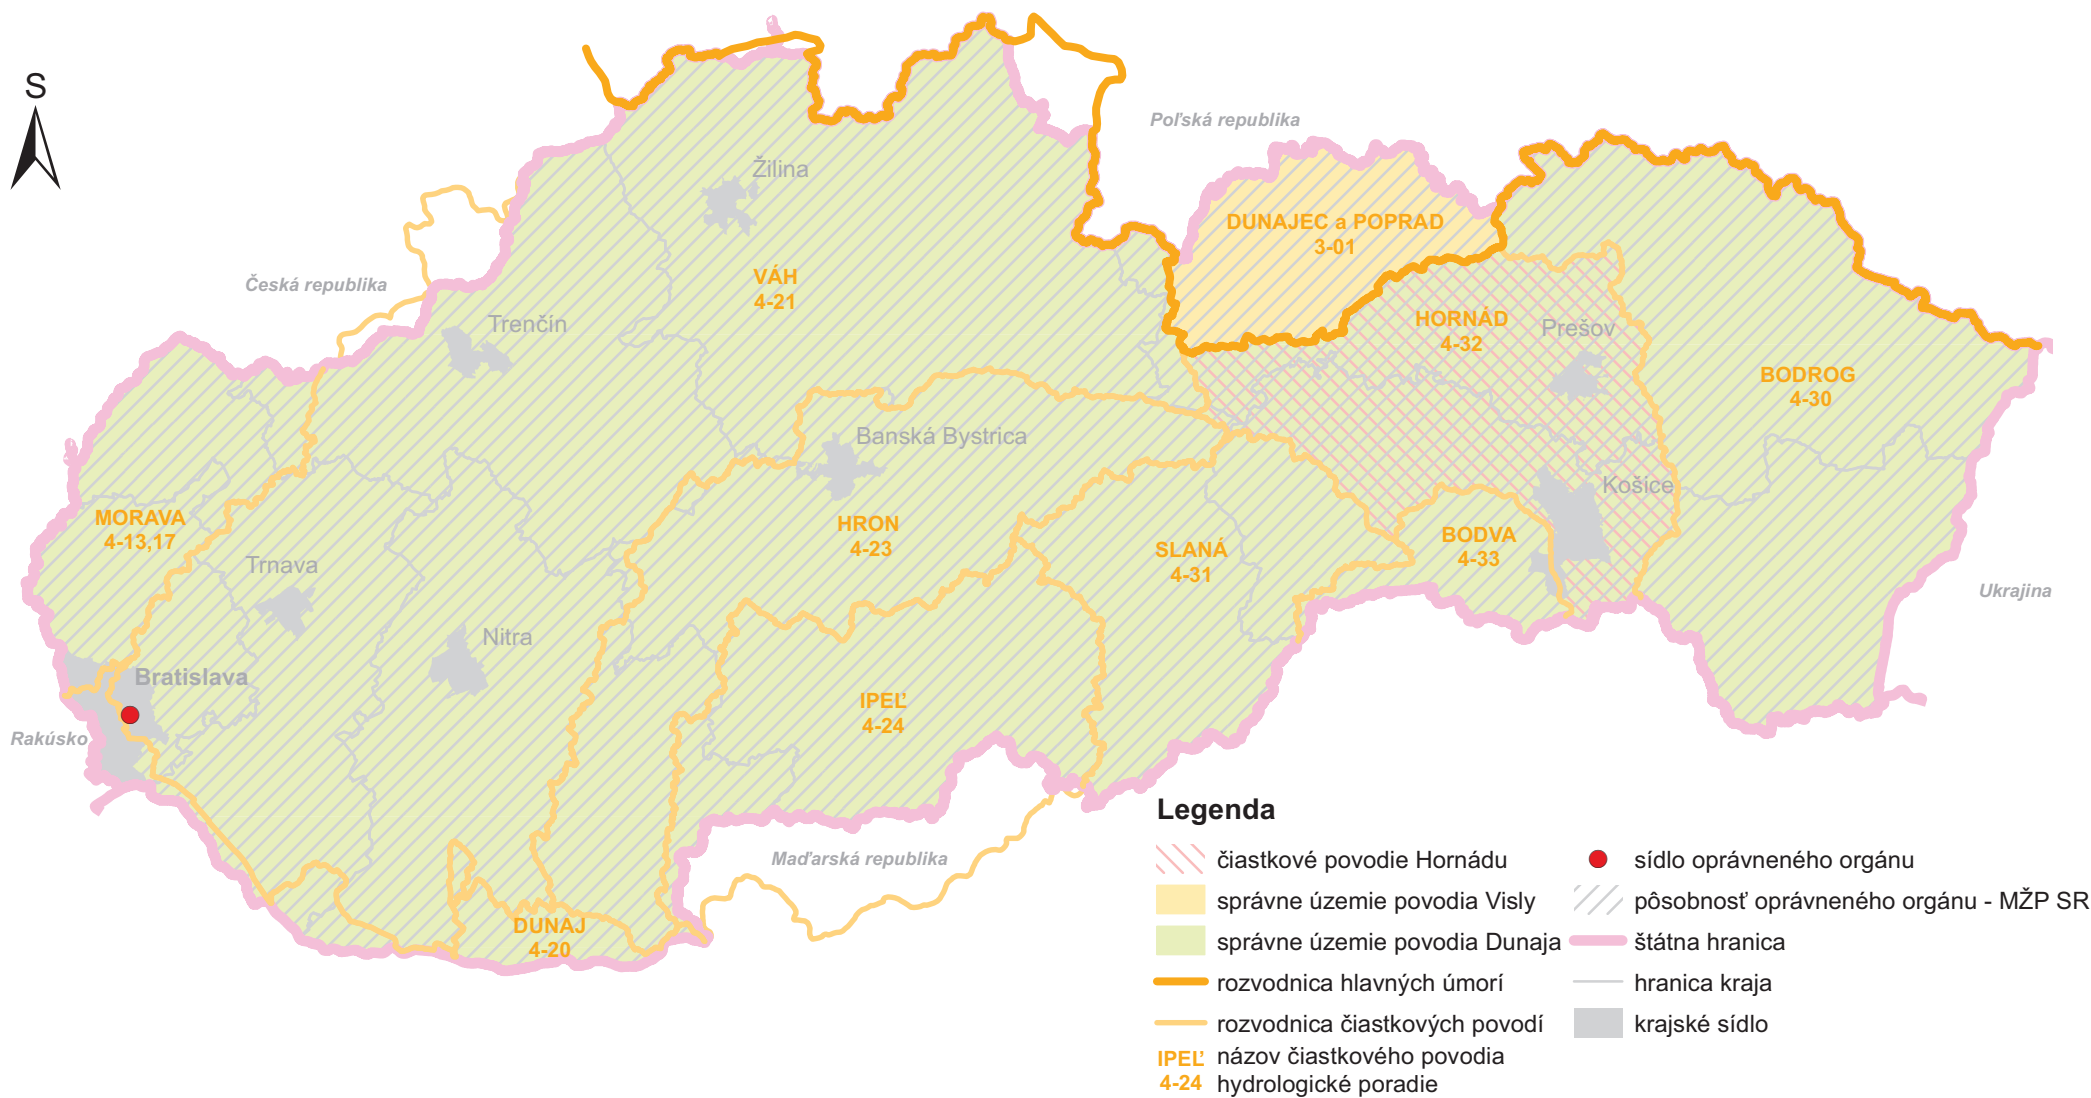 S
Poľská republika
Žilina
DUNAJEC a POPRAD
3-01
VÁH
4-21
Česká republika
Trenčín
HORNÁD
4-32
Prešov
BODROG
4-30
Banská Bystrica
Košice
MORAVA
4-13,17
HRON
4-23
SLANÁ
4-31
BODVA
4-33
Trnava
Ukrajina
Nitra
Bratislava
IPEĽ
4-24
Rakúsko
Maďarská republika
DUNAJ
4-20
Legenda
čiastkové povodie Hornádu
správne územie povodia Visly
správne územie povodia Dunaja
rozvodnica hlavných úmorí
rozvodnica čiastkových povodí
IPEĽ názov čiastkového povodia
4-24 hydrologické poradie
sídlo oprávneného orgánu
pôsobnosť oprávneného orgánu - MŽP SR
štátna hranica
hranica kraja
krajské sídlo